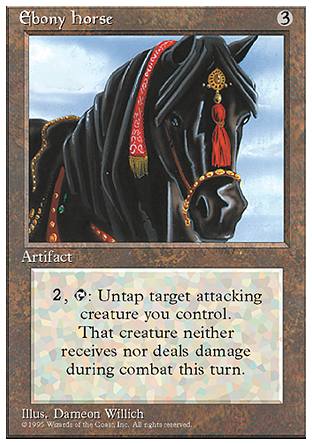 Ebony Horse 3
Artifact
2, : Untap target attacking
creature you control.
That creature neither
receives nor deals damage
during combat this turn.
Illus. Dameon Willich
©1995 Wizards of the Coast, Inc. All rights reserved.